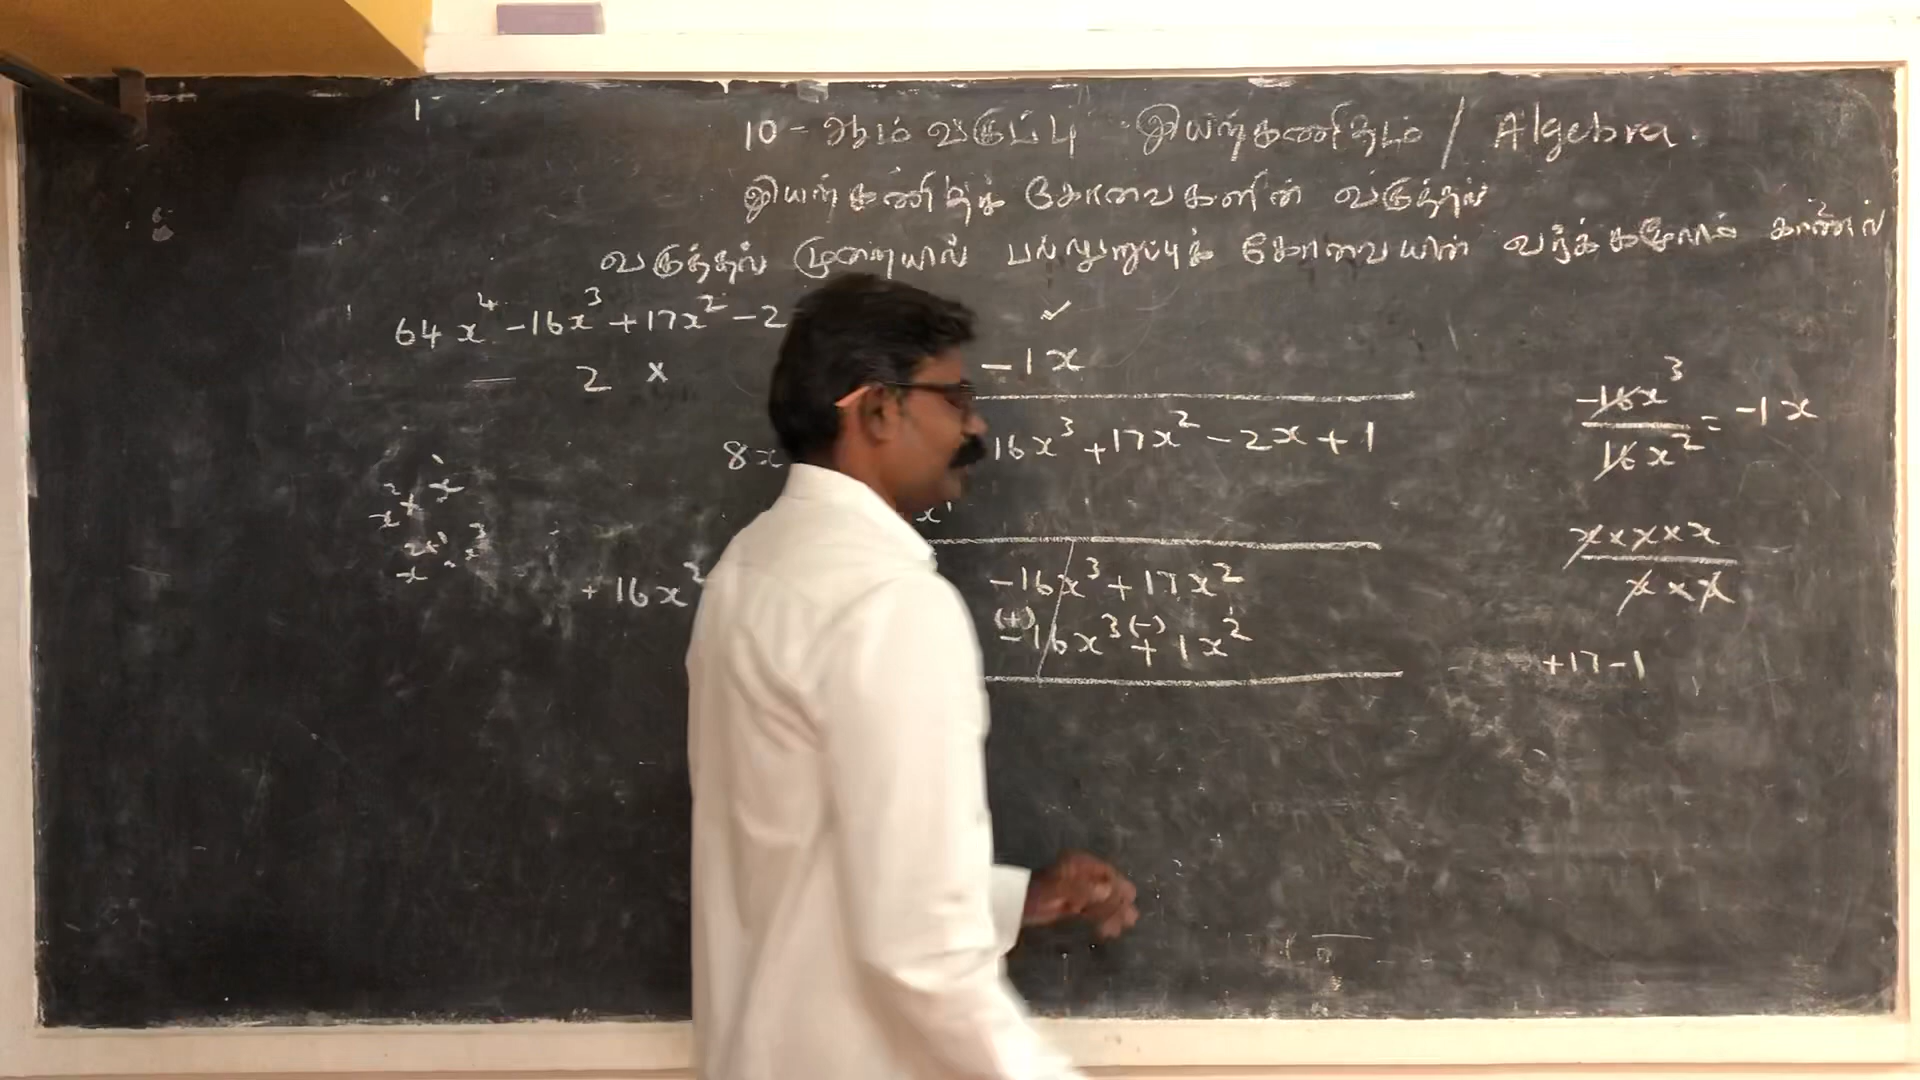 10 - ஆம் வகுப்பு இயற்கணிதம் / Algebra.
இயற்கணிதக் கோவைகளின் வகுத்தல்
வகுத்தல் முறையில் பல்லுறுப்புக் கோவையின் வர்க்கமூலம் காணல்
64x⁴ - 16x³ + 17x² - 2
2 x
- 1x
8x 16x³ + 17x² - 2x + 1
+ 16x² - 16x³ + 17x²
(+) (-)
- 16x³ + 1x²
-16x³ / 16x² = -1x
x × x × x / x × x
+17-1